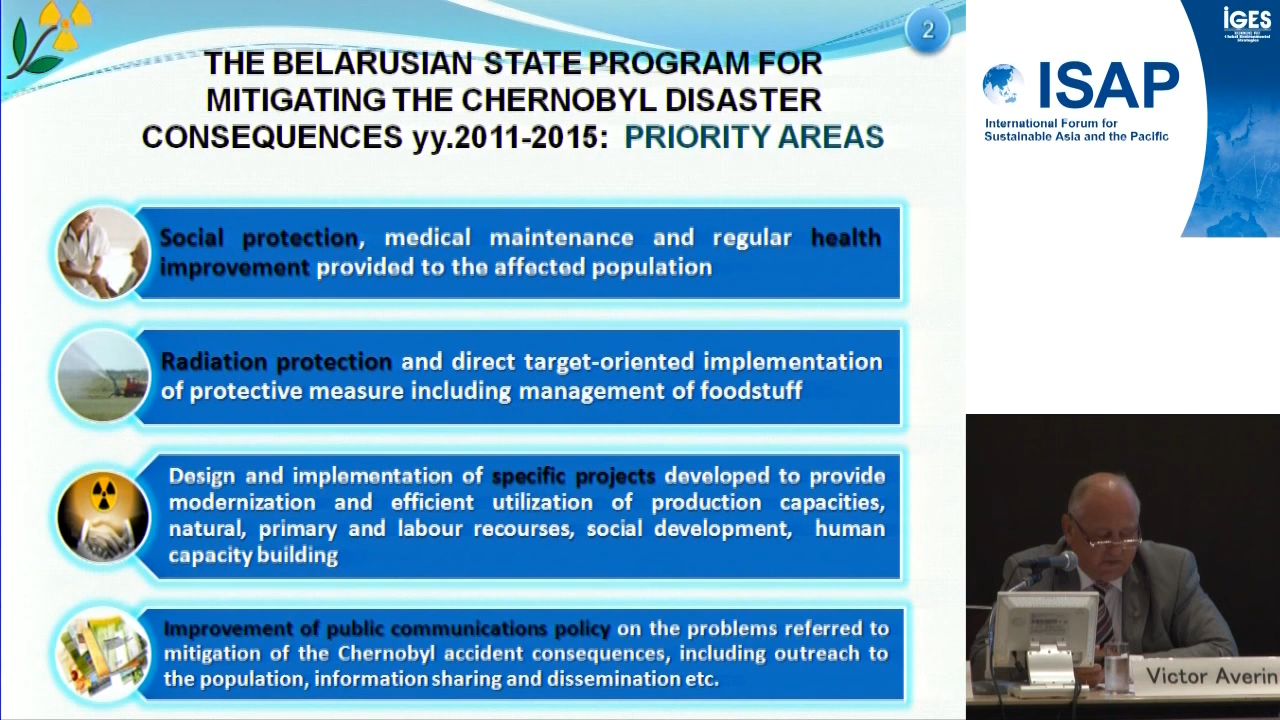 2
THE BELARUSIAN STATE PROGRAM FOR
MITIGATING THE CHERNOBYL DISASTER
CONSEQUENCES yy.2011-2015: PRIORITY AREAS
Social protection, medical maintenance and regular health
improvement provided to the affected population
Radiation protection and direct target-oriented implementation
of protective measure including management of foodstuff
Design and implementation of specific projects developed to provide
modernization and efficient utilization of production capacities,
natural, primary and labour recourses, social development, human
capacity building
Improvement of public communications policy on the problems referred to
mitigation of the Chernobyl accident consequences, including outreach to
the population, information sharing and dissemination etc.
IGES
ISAP
International Forum for
Sustainable Asia and the Pacific
Victor Averin